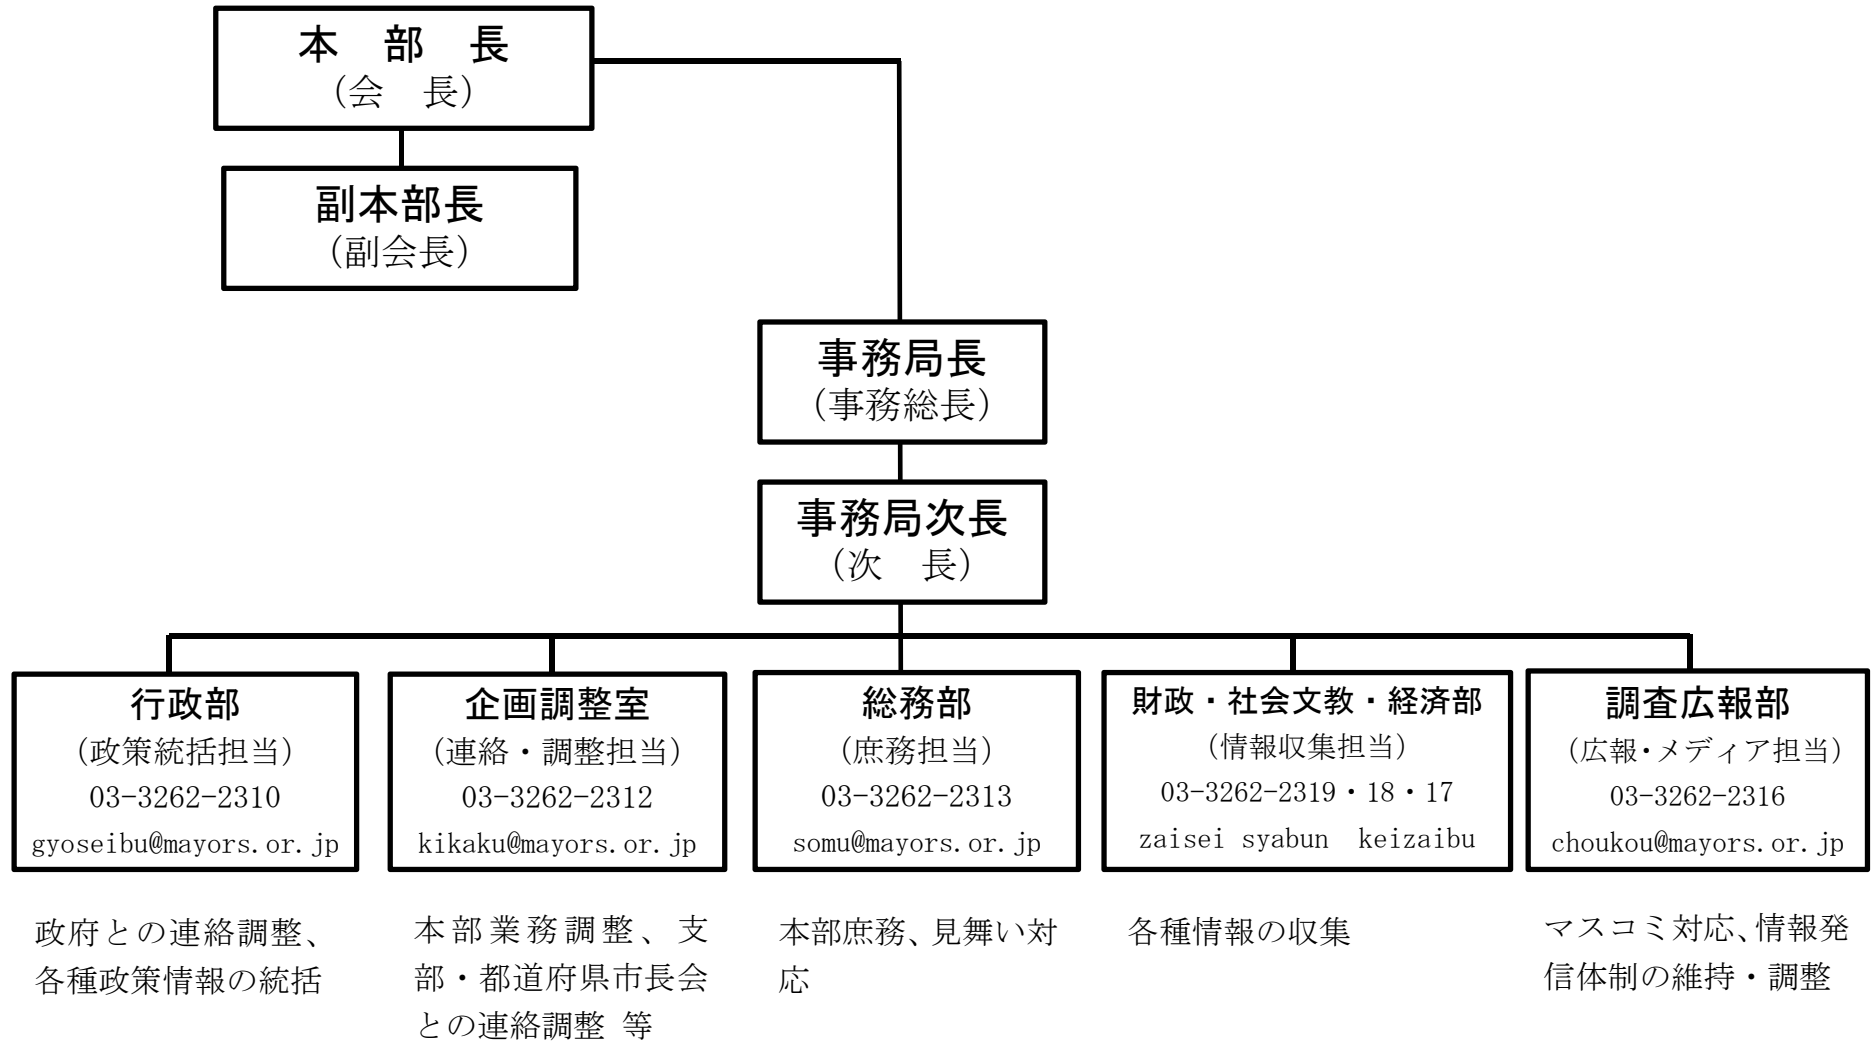 本　部　長
(会　長)
副本部長
(副会長)
事務局長
(事務総長)
事務局次長
(次　長)
行政部
(政策統括担当)
03-3262-2310
gyoseibu@mayors.or.jp
政府との連絡調整、
各種政策情報の統括
企画調整室
(連絡・調整担当)
03-3262-2312
kikaku@mayors.or.jp
本部業務調整、支
部・都道府県市長会
との連絡調整 等
総務部
(庶務担当)
03-3262-2313
somu@mayors.or.jp
本部庶務、見舞い対
応
財政・社会文教・経済部
(情報収集担当)
03-3262-2319・18・17
zaisei syabun　keizaibu
各種情報の収集
調査広報部
(広報・メディア担当)
03-3262-2316
choukou@mayors.or.jp
マスコミ対応、情報発
信体制の維持・調整